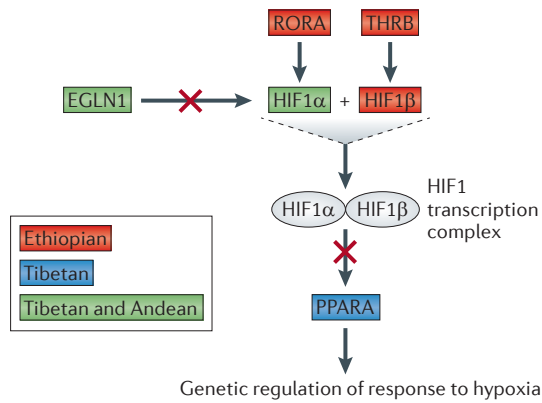 RORA THRB
EGLN1 HIF1α + HIF1β
HIF1α HIF1β
HIF1
transcription
complex
Ethiopian
Tibetan
Tibetan and Andean
PPARA
Genetic regulation of response to hypoxia